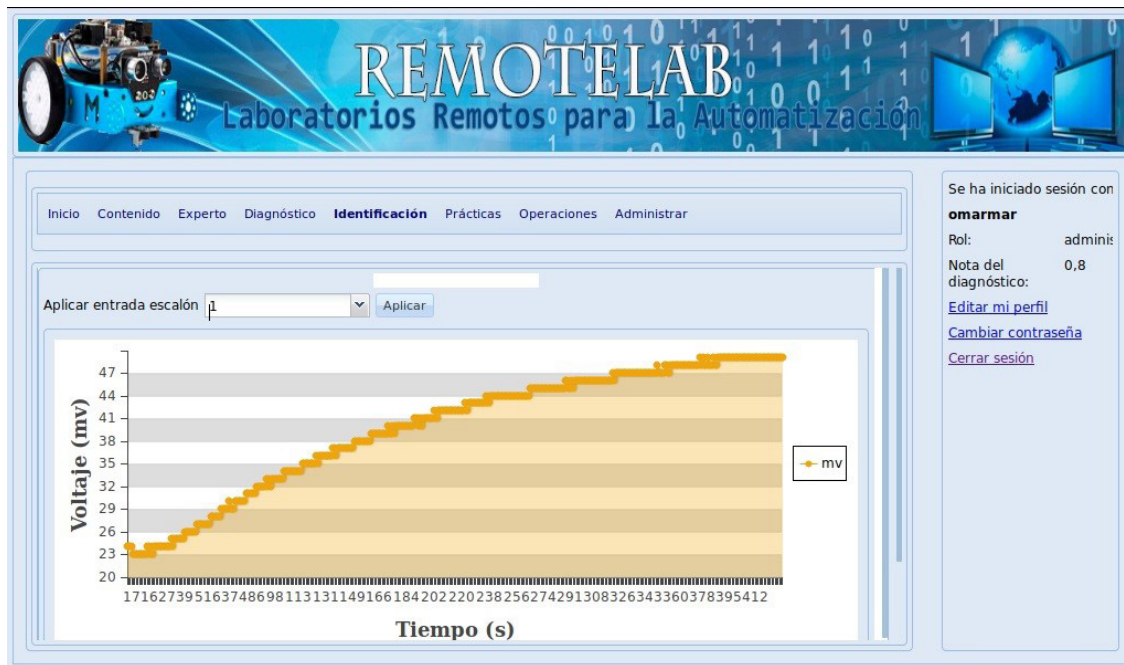 REMOTELAB
Laboratorios Remotos para la Automatización
Inicio Contenido Experto Diagnóstico Identificación Prácticas Operaciones Administrar
Aplicar entrada escalón 1 Aplicar
47
44
41
38
35
32
29
26
23
20
Voltaje (mv)
mv
Tiempo (s)
Se ha iniciado sesión con
omarmar
Rol: adminis
Nota del diagnóstico: 0,8
Editar mi perfil
Cambiar contraseña
Cerrar sesión